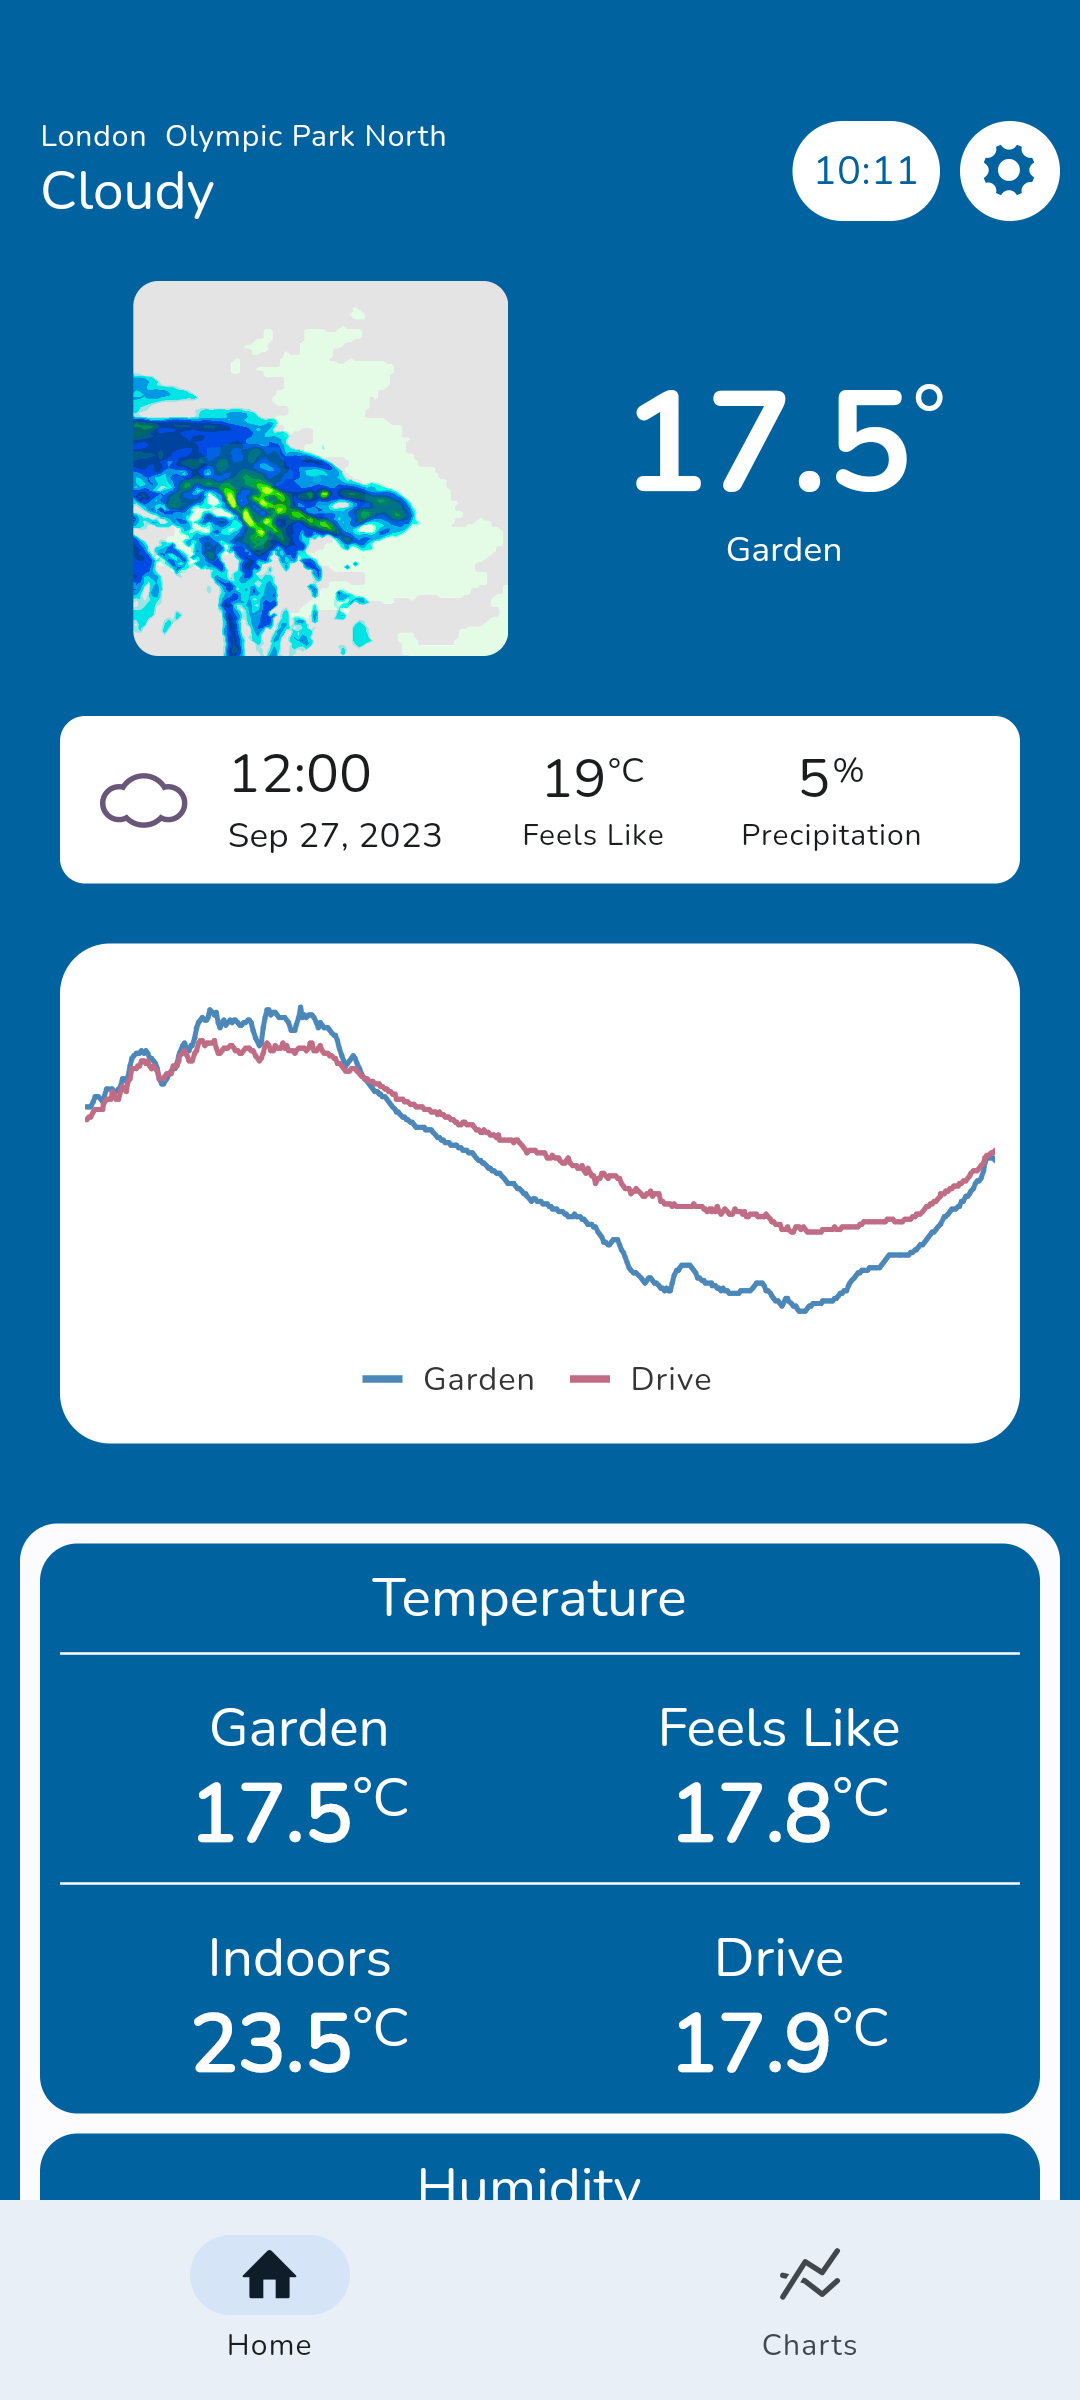 London  Olympic Park North
Cloudy
10:11
17.5°
Garden
12:00
Sep 27, 2023
19°C
Feels Like
5%
Precipitation
Garden
Drive
Temperature
Garden
17.5°C
Feels Like
17.8°C
Indoors
23.5°C
Drive
17.9°C
Humidity
Home
Charts